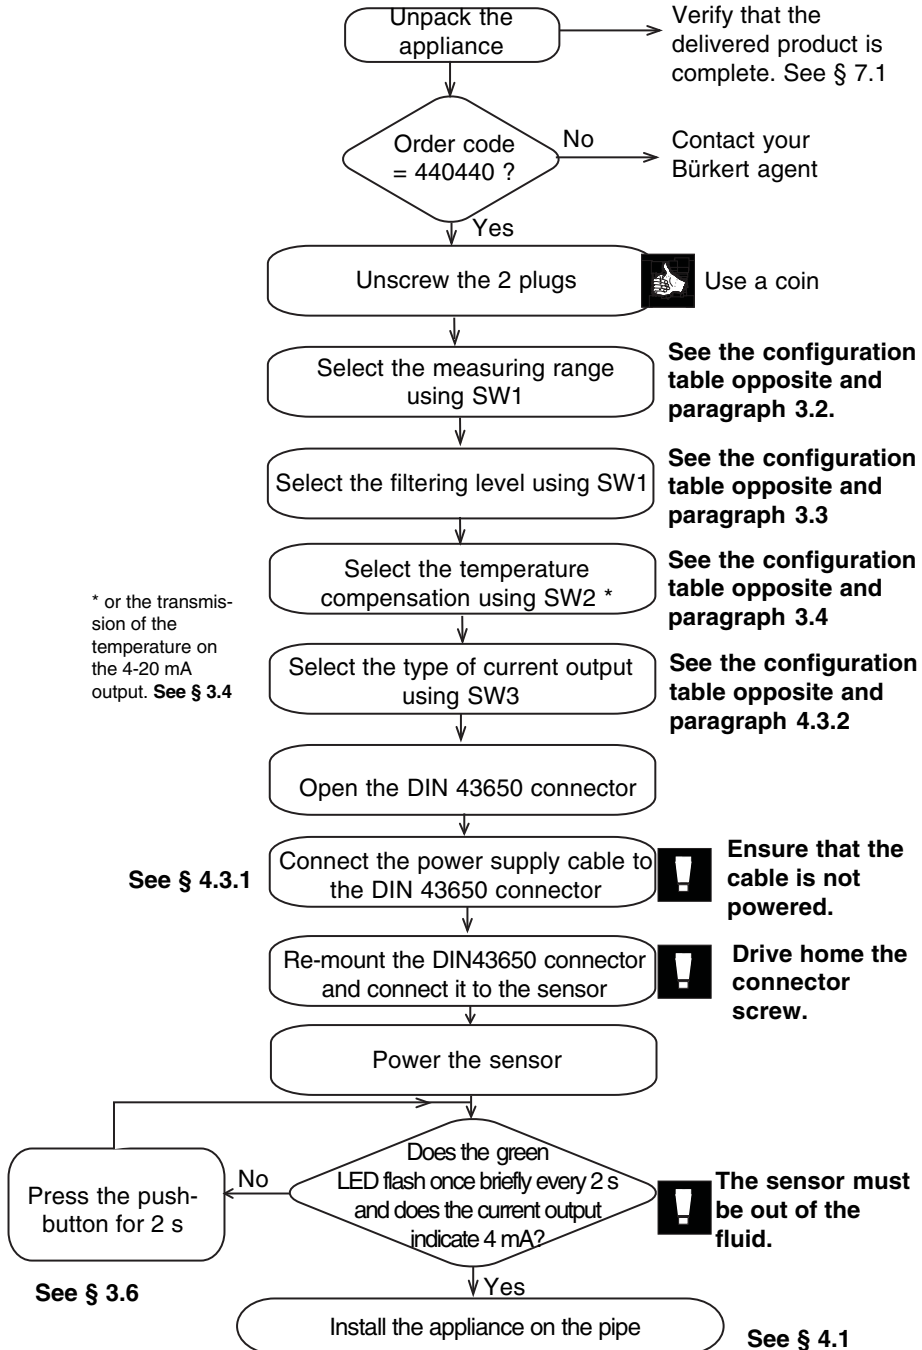 Unpack the
appliance
Verify that the
delivered product is
complete. See § 7.1
Order code
= 440440 ?
No
Contact your
Bürkert agent
Yes
Unscrew the 2 plugs
Use a coin
Select the measuring range
using SW1
See the configuration
table opposite and
paragraph 3.2.
Select the filtering level using SW1
See the configuration
table opposite and
paragraph 3.3
Select the temperature
compensation using SW2 *
See the configuration
table opposite and
paragraph 3.4
* or the transmis-
sion of the
temperature on
the 4-20 mA
output. See § 3.4
Select the type of current output
using SW3
See the configuration
table opposite and
paragraph 4.3.2
Open the DIN 43650 connector
See § 4.3.1
Connect the power supply cable to
the DIN 43650 connector
Ensure that the
cable is not
powered.
Re-mount the DIN43650 connector
and connect it to the sensor
Drive home the
connector
screw.
Power the sensor
Does the green
LED flash once briefly every 2 s
and does the current output
indicate 4 mA?
No
Press the push-
button for 2 s
See § 3.6
The sensor must
be out of the
fluid.
Yes
Install the appliance on the pipe
See § 4.1